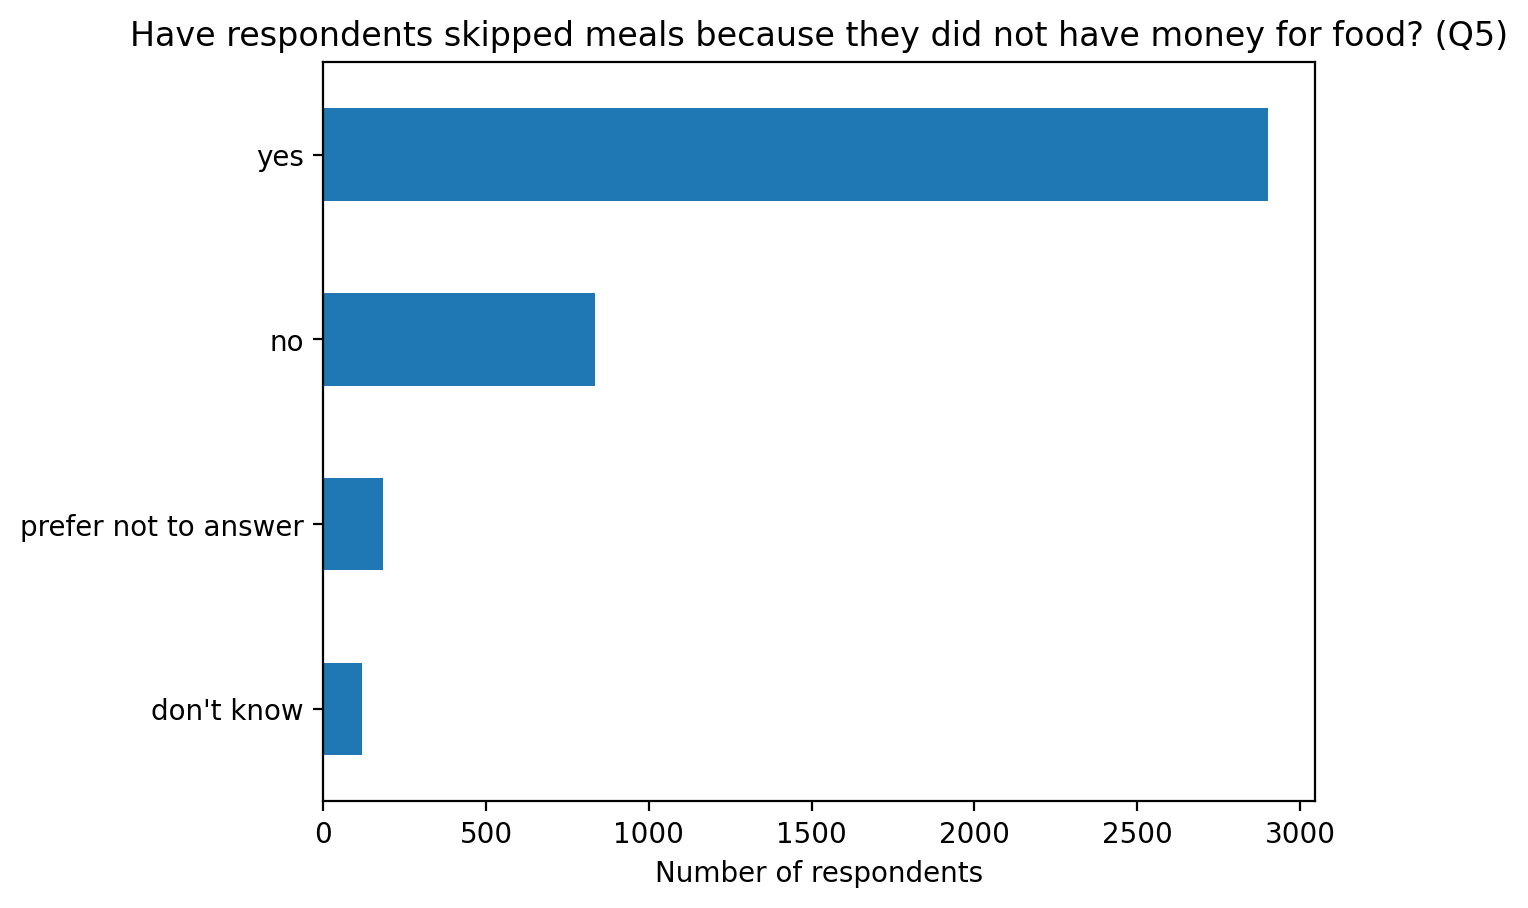 Have respondents skipped meals because they did not have money for food? (Q5)
yes
no
prefer not to answer
don't know
0 500 1000 1500 2000 2500 3000
Number of respondents